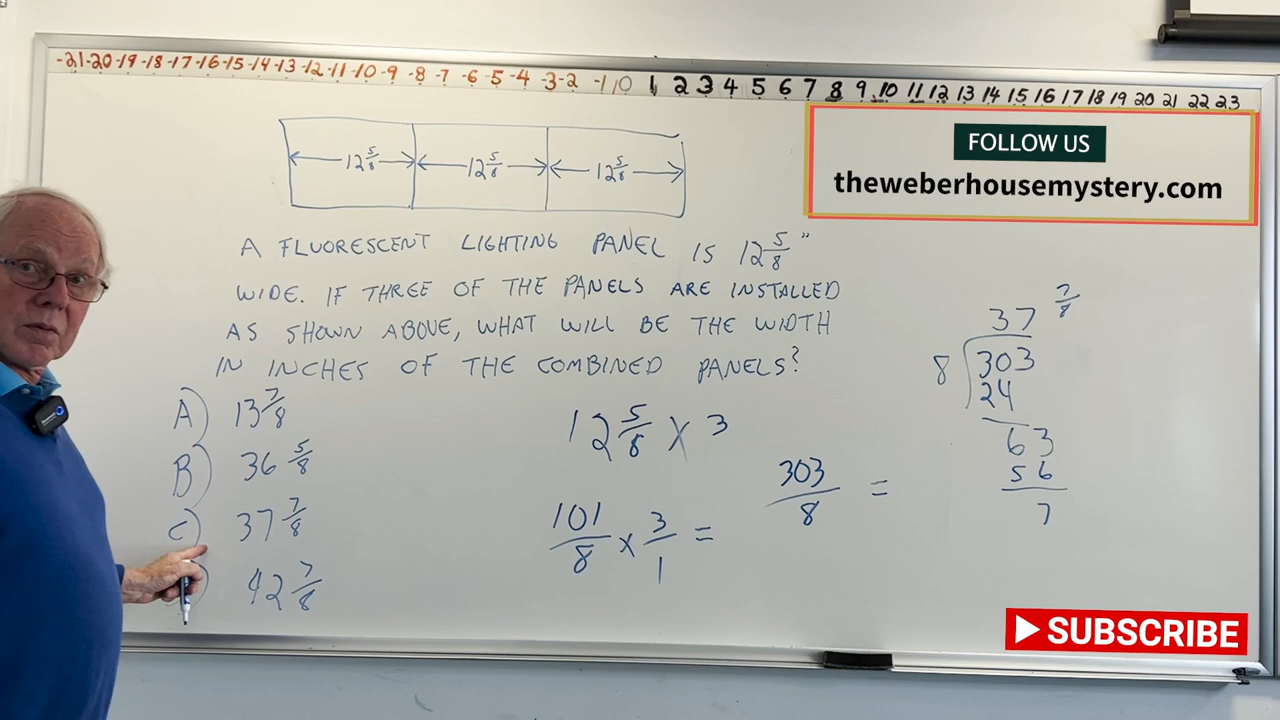 -21 -20 -19 -18 -17 -16 -15 -14 -13 -12 -11 -10 -9 -8 -7 -6 -5 -4 -3 -2 -1 0 1 2 3 4 5 6 7 8 9 10 11 12 13 14 15 16 17 18 19 20 21 22 23
FOLLOW US
theweberhousemystery.com
12 5/8 12 5/8 12 5/8
A FLUORESCENT LIGHTING PANEL IS 12 5/8"
WIDE. IF THREE OF THE PANELS ARE INSTALLED
AS SHOWN ABOVE, WHAT WILL BE THE WIDTH
IN INCHES OF THE COMBINED PANELS?
A) 13 7/8
B) 36 5/8
C) 37 7/8
) 42 7/8
12 5/8 X 3
101/8 x 3/1 =
303/8 =
37 7/8
8 303
24
63
56
7
SUBSCRIBE